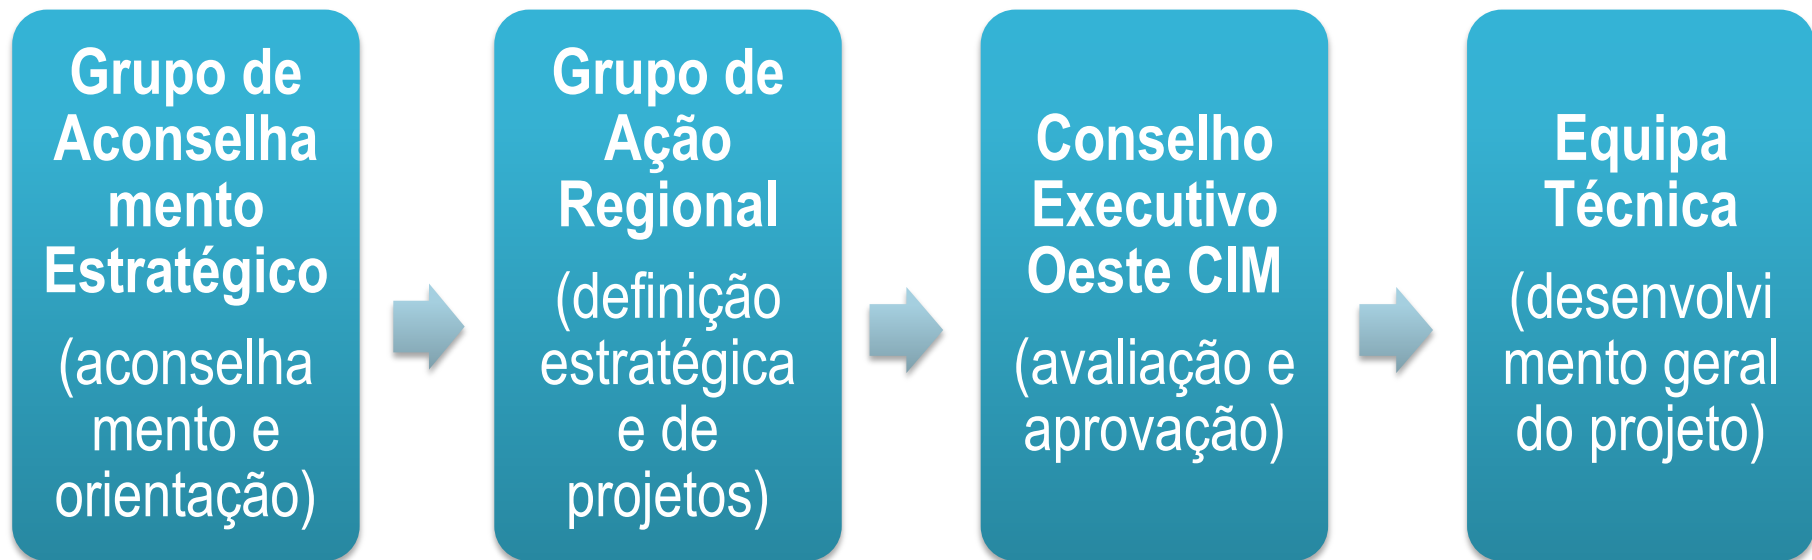 Grupo de
Aconselha
mento
Estratégico
(aconselha
mento e
orientação)
Grupo de
Ação
Regional
(definição
estratégica
e de
projetos)
Conselho
Executivo
Oeste CIM
(avaliação e
aprovação)
Equipa
Técnica
(desenvolvi
mento geral
do projeto)